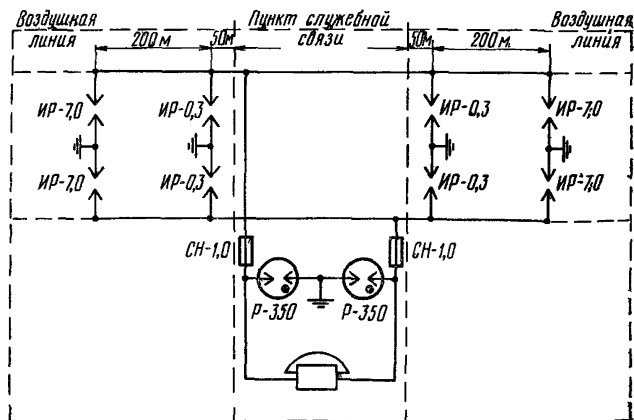 Воздушная линия
Пункт служебной связи
Воздушная линия
200 м
50м
50м
200 м
ИР-7,0
ИР-0,3
ИР-0,3
ИР-7,0
ИР-7,0
ИР-0,3
ИР-0,3
ИР-7,0
СН-1,0
СН-1,0
Р-350
Р-350